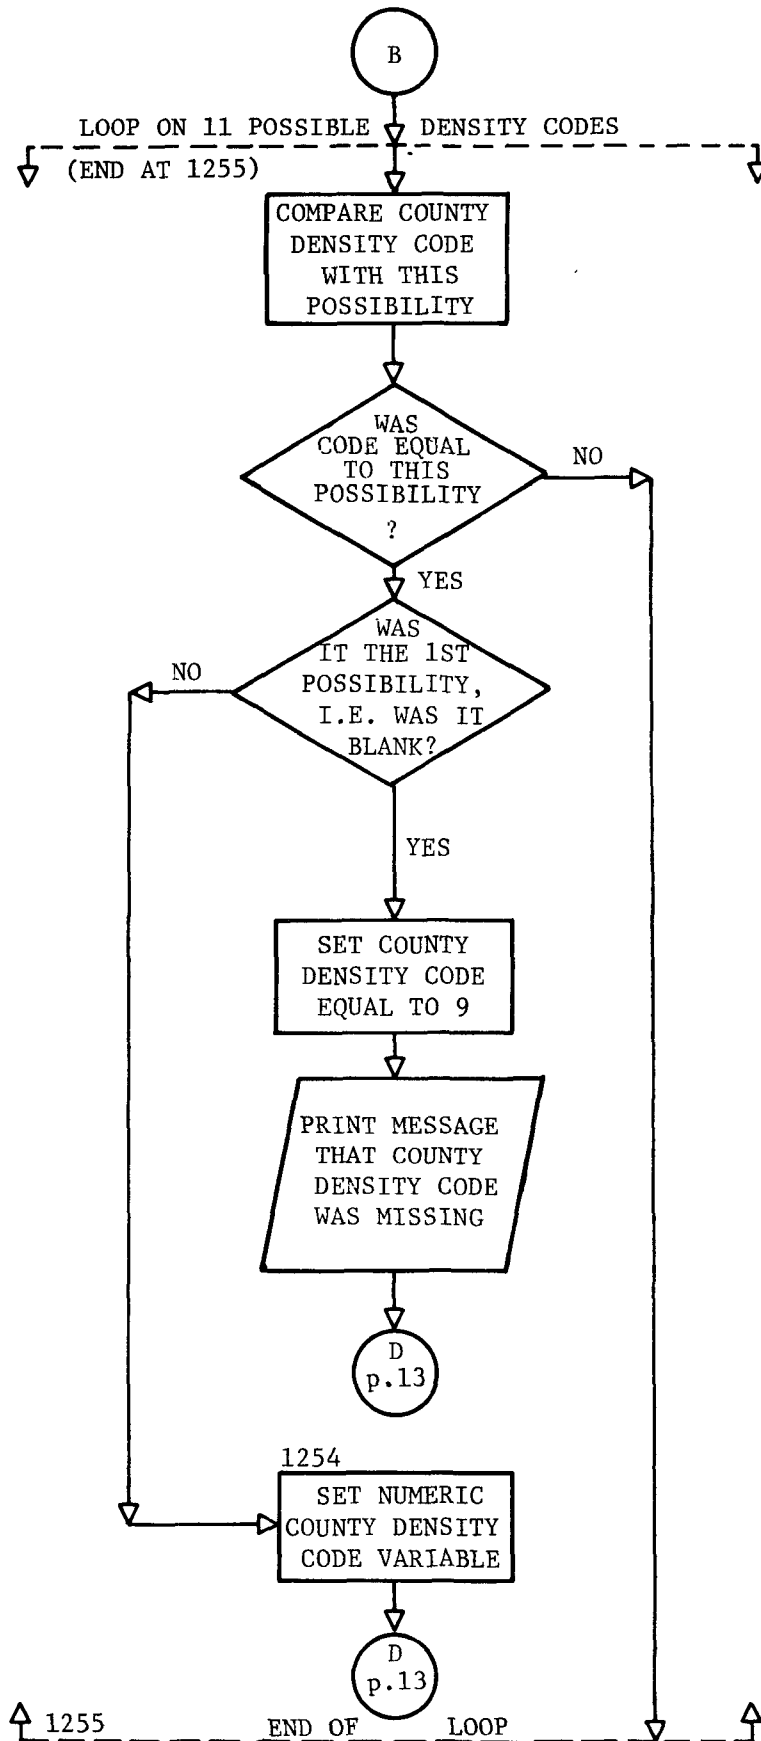 B
LOOP ON 11 POSSIBLE DENSITY CODES
(END AT 1255)
COMPARE COUNTY
DENSITY CODE
WITH THIS
POSSIBILITY
WAS
CODE EQUAL
TO THIS
POSSIBILITY
?
NO
YES
WAS
IT THE 1ST
POSSIBILITY,
I.E. WAS IT
BLANK?
NO
YES
SET COUNTY
DENSITY CODE
EQUAL TO 9
PRINT MESSAGE
THAT COUNTY
DENSITY CODE
WAS MISSING
D
p.13
1254
SET NUMERIC
COUNTY DENSITY
CODE VARIABLE
D
p.13
1255 END OF LOOP